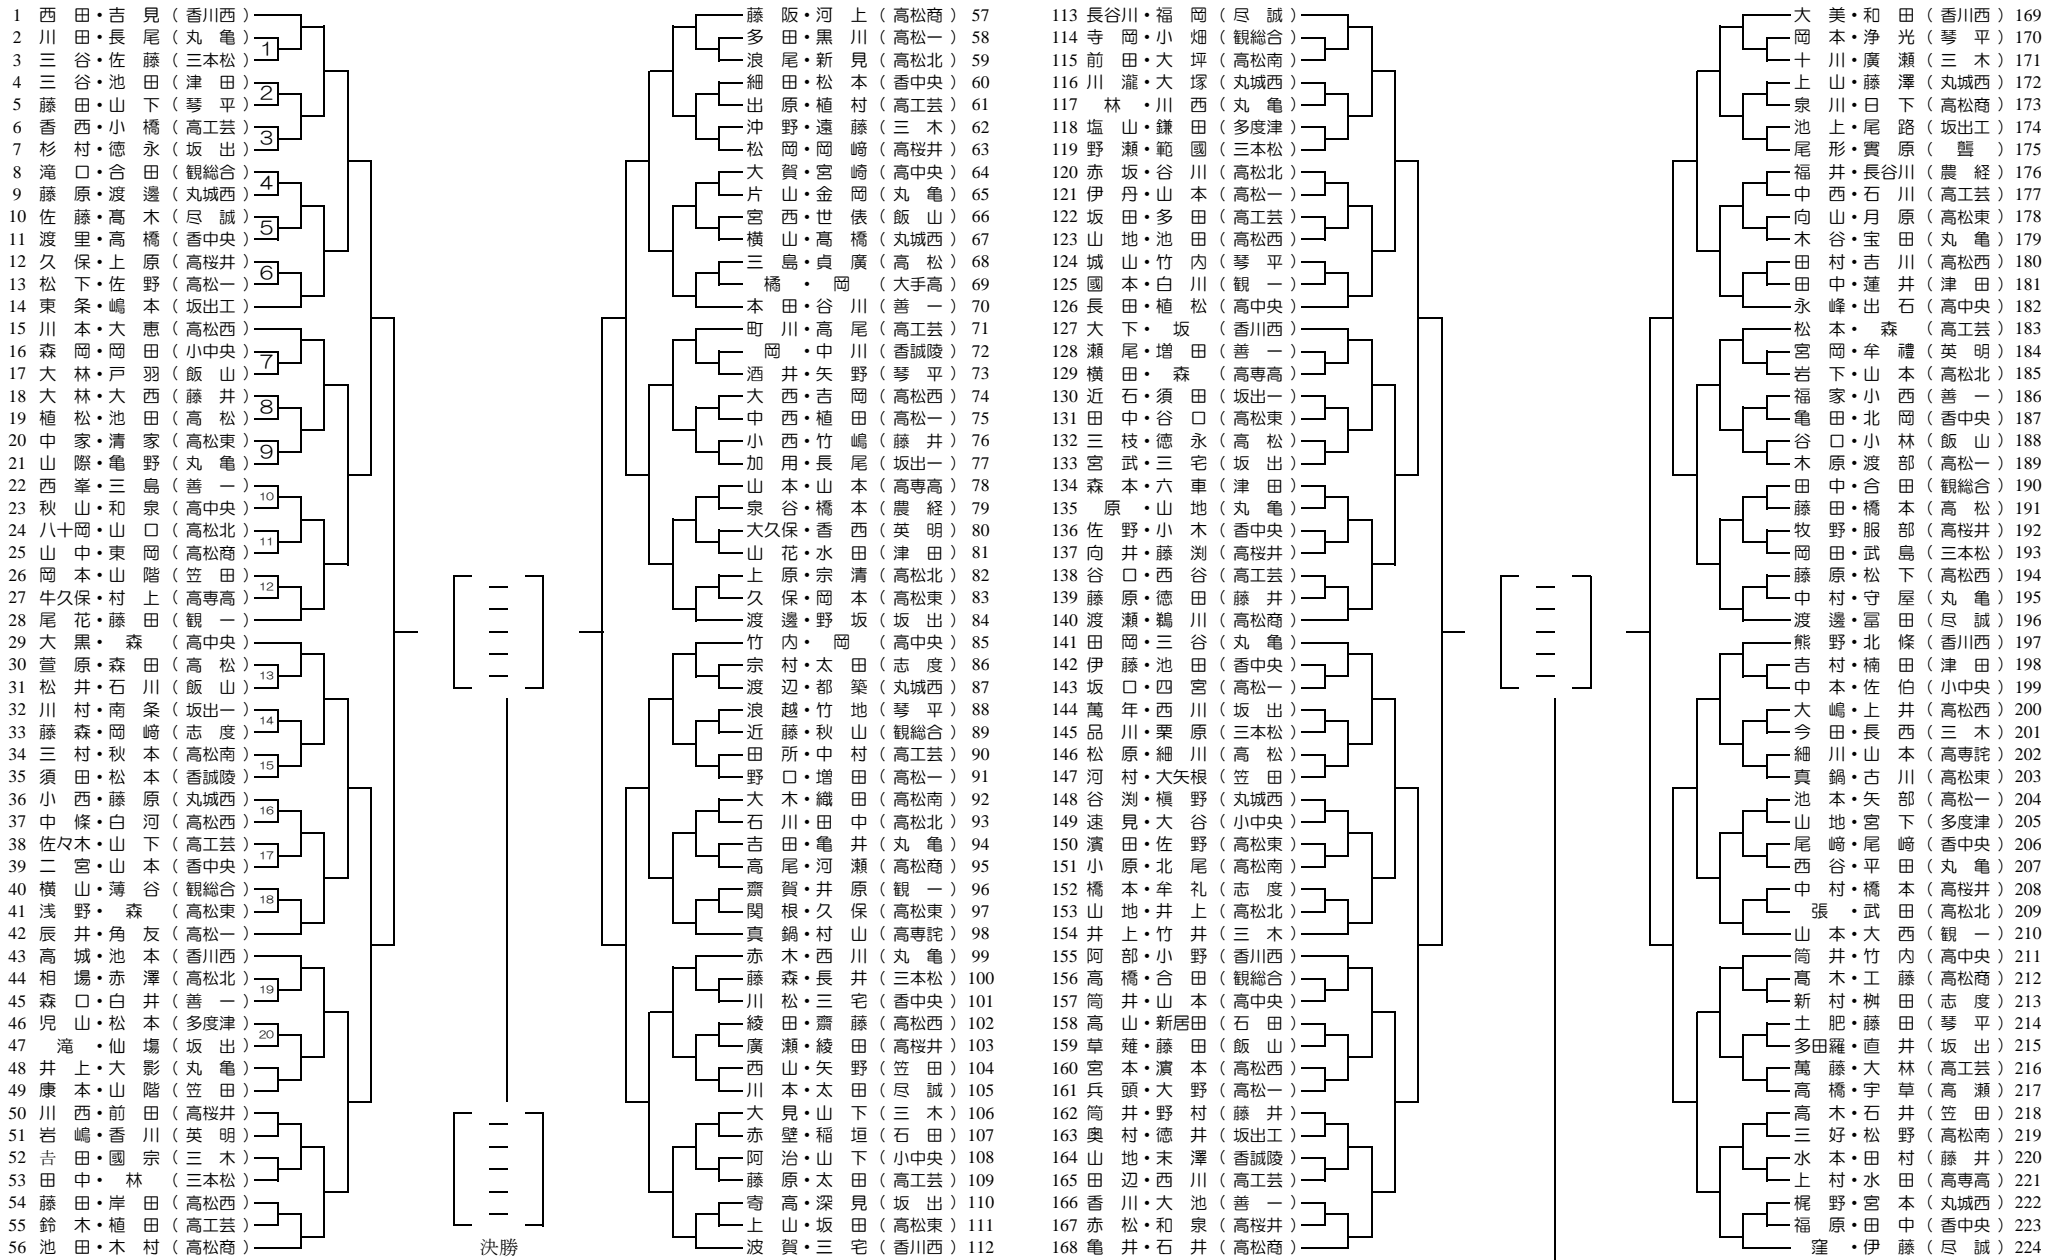 1 西 田・吉 見 (香川西)
2 川 田・長 尾 (丸 亀)
3 三 谷・佐 藤 (三本松)
4 三 谷・池 田 (津 田)
5 藤 田・山 下 (琴 平)
6 香 西・小 橋 (高工芸)
7 杉 村・徳 永 (坂 出)
8 滝 口・合 田 (観総合)
9 藤 原・渡 邊 (丸城西)
10 佐 藤・髙 木 (尽 誠)
11 渡 里・高 橋 (香中央)
12 久 保・上 原 (高桜井)
13 松 下・佐 野 (高松一)
14 東 条・嶋 本 (坂出工)
15 川 本・大 恵 (高松西)
16 森 岡・岡 田 (小中央)
17 大 林・戸 羽 (飯 山)
18 大 林・大 西 (藤 井)
19 植 松・池 田 (高 松)
20 中 家・清 家 (高松東)
21 山 際・亀 野 (丸 亀)
22 西 峯・三 島 (善 一)
23 秋 山・和 泉 (高中央)
24 八十岡・山 口 (高松北)
25 山 中・東 岡 (高松商)
26 岡 本・山 階 (笠 田)
27 牛久保・村 上 (高専高)
28 尾 花・藤 田 (観 一)
29 大 黒・ 森 (高中央)
30 萱 原・森 田 (高 松)
31 松 井・石 川 (飯 山)
32 川 村・南 条 (坂出一)
33 藤 森・岡 﨑 (志 度)
34 三 村・秋 本 (高松南)
35 須 田・松 本 (香誠陵)
36 小 西・藤 原 (丸城西)
37 中 條・白 河 (高松西)
38 佐々木・山 下 (高工芸)
39 二 宮・山 本 (香中央)
40 横 山・薄 谷 (観総合)
41 浅 野・ 森 (高松東)
42 辰 井・角 友 (高松一)
43 高 城・池 本 (香川西)
44 相 場・赤 澤 (高松北)
45 森 口・白 井 (善 一)
46 児 山・松 本 (多度津)
47 滝 ・仙 塲 (坂 出)
48 井 上・大 影 (丸 亀)
49 康 本・山 階 (笠 田)
50 川 西・前 田 (高桜井)
51 岩 嶋・香 川 (英 明)
52 𠮷 田・國 宗 (三 木)
53 田 中・ 林 (三本松)
54 藤 田・岸 田 (高松西)
55 鈴 木・植 田 (高工芸)
56 池 田・木 村 (高松商)
1
2
3
4
5
6
7
8
9
10
11
12
13
14
15
16
17
18
19
20
決勝
藤 阪・河 上 (高松商) 57
多 田・黒 川 (高松一) 58
浪 尾・新 見 (高松北) 59
細 田・松 本 (香中央) 60
出 原・植 村 (高工芸) 61
沖 野・遠 藤 (三 木) 62
松 岡・岡 﨑 (高桜井) 63
大 賀・宮 崎 (高中央) 64
片 山・金 岡 (丸 亀) 65
宮 西・世 俵 (飯 山) 66
横 山・髙 橋 (丸城西) 67
三 島・貞 廣 (高 松) 68
橘 ・ 岡 (大手高) 69
本 田・谷 川 (善 一) 70
町 川・高 尾 (高工芸) 71
岡 ・中 川 (香誠陵) 72
酒 井・矢 野 (琴 平) 73
大 西・吉 岡 (高松西) 74
中 西・植 田 (高松一) 75
小 西・竹 嶋 (藤 井) 76
加 用・長 尾 (坂出一) 77
山 本・山 本 (高専高) 78
泉 谷・橋 本 (農 経) 79
大久保・香 西 (英 明) 80
山 花・水 田 (津 田) 81
上 原・宗 清 (高松北) 82
久 保・岡 本 (高松東) 83
渡 邊・野 坂 (坂 出) 84
竹 内・ 岡 (高中央) 85
宗 村・太 田 (志 度) 86
渡 辺・都 築 (丸城西) 87
浪 越・竹 地 (琴 平) 88
近 藤・秋 山 (観総合) 89
田 所・中 村 (高工芸) 90
野 口・増 田 (高松一) 91
大 木・織 田 (高松南) 92
石 川・田 中 (高松北) 93
吉 田・亀 井 (丸 亀) 94
高 尾・河 瀬 (高松商) 95
齋 賀・井 原 (観 一) 96
関 根・久 保 (高松東) 97
真 鍋・村 山 (高専詫) 98
赤 木・西 川 (丸 亀) 99
藤 森・長 井 (三本松) 100
川 松・三 宅 (香中央) 101
綾 田・齋 藤 (高松西) 102
廣 瀬・綾 田 (高桜井) 103
西 山・矢 野 (笠 田) 104
川 本・太 田 (尽 誠) 105
大 見・山 下 (三 木) 106
赤 壁・稲 垣 (石 田) 107
阿 治・山 下 (小中央) 108
藤 原・太 田 (高工芸) 109
寄 高・深 見 (坂 出) 110
上 山・坂 田 (高松東) 111
波 賀・三 宅 (香川西) 112
113 長谷川・福 岡 (尽 誠)
114 寺 岡・小 畑 (観総合)
115 前 田・大 坪 (高松南)
116 川 瀧・大 塚 (丸城西)
117 林 ・川 西 (丸 亀)
118 塩 山・鎌 田 (多度津)
119 野 瀬・範 國 (三本松)
120 赤 坂・谷 川 (高松北)
121 伊 丹・山 本 (高松一)
122 坂 田・多 田 (高工芸)
123 山 地・池 田 (高松西)
124 城 山・竹 内 (琴 平)
125 國 本・白 川 (観 一)
126 長 田・植 松 (高中央)
127 大 下・ 坂 (香川西)
128 瀬 尾・増 田 (善 一)
129 横 田・ 森 (高専高)
130 近 石・須 田 (坂出一)
131 田 中・谷 口 (高松東)
132 三 枝・徳 永 (高 松)
133 宮 武・三 宅 (坂 出)
134 森 本・六 車 (津 田)
135 原 ・山 地 (丸 亀)
136 佐 野・小 木 (香中央)
137 向 井・藤 渕 (高桜井)
138 谷 口・西 谷 (高工芸)
139 藤 原・徳 田 (藤 井)
140 渡 瀬・鵜 川 (高松商)
141 田 岡・三 谷 (丸 亀)
142 伊 藤・池 田 (香中央)
143 坂 口・四 宮 (高松一)
144 萬 年・西 川 (坂 出)
145 品 川・栗 原 (三本松)
146 松 原・細 川 (高 松)
147 河 村・大矢根 (笠 田)
148 谷 渕・槇 野 (丸城西)
149 速 見・大 谷 (小中央)
150 濱 田・佐 野 (高松東)
151 小 原・北 尾 (高松南)
152 橋 本・牟 礼 (志 度)
153 山 地・井 上 (高松北)
154 井 上・竹 井 (三 木)
155 阿 部・小 野 (香川西)
156 高 橋・合 田 (観総合)
157 筒 井・山 本 (高中央)
158 高 山・新居田 (石 田)
159 草 薙・藤 田 (飯 山)
160 宮 本・濱 本 (高松西)
161 兵 頭・大 野 (高松一)
162 筒 井・野 村 (藤 井)
163 奥 村・徳 井 (坂出工)
164 山 地・末 澤 (香誠陵)
165 田 辺・西 川 (高工芸)
166 香 川・大 池 (善 一)
167 赤 松・和 泉 (高桜井)
168 亀 井・石 井 (高松商)
大 美・和 田 (香川西) 169
岡 本・浄 光 (琴 平) 170
十 川・廣 瀬 (三 木) 171
上 山・藤 澤 (丸城西) 172
泉 川・日 下 (高松商) 173
池 上・尾 路 (坂出工) 174
尾 形・實 原 ( 聾 ) 175
福 井・長谷川 (農 経) 176
中 西・石 川 (高工芸) 177
向 山・月 原 (高松東) 178
木 谷・宝 田 (丸 亀) 179
田 村・吉 川 (高松西) 180
田 中・蓮 井 (津 田) 181
永 峰・出 石 (高中央) 182
松 本・ 森 (高工芸) 183
宮 岡・牟 禮 (英 明) 184
岩 下・山 本 (高松北) 185
福 家・小 西 (善 一) 186
亀 田・北 岡 (香中央) 187
谷 口・小 林 (飯 山) 188
木 原・渡 部 (高松一) 189
田 中・合 田 (観総合) 190
藤 田・橋 本 (高 松) 191
牧 野・服 部 (高桜井) 192
岡 田・武 島 (三本松) 193
藤 原・松 下 (高松西) 194
中 村・守 屋 (丸 亀) 195
渡 邊・冨 田 (尽 誠) 196
熊 野・北 條 (香川西) 197
吉 村・楠 田 (津 田) 198
中 本・佐 伯 (小中央) 199
大 嶋・上 井 (高松西) 200
今 田・長 西 (三 木) 201
細 川・山 本 (高専詫) 202
真 鍋・古 川 (高松東) 203
池 本・矢 部 (高松一) 204
山 地・宮 下 (多度津) 205
尾 﨑・尾 﨑 (香中央) 206
西 谷・平 田 (丸 亀) 207
中 村・橋 本 (高桜井) 208
張 ・武 田 (高松北) 209
山 本・大 西 (観 一) 210
筒 井・竹 内 (高中央) 211
髙 木・工 藤 (高松商) 212
新 村・桝 田 (志 度) 213
土 肥・藤 田 (琴 平) 214
多田羅・直 井 (坂 出) 215
萬 藤・大 林 (高工芸) 216
高 橋・宇 草 (高 瀬) 217
高 木・石 井 (笠 田) 218
三 好・松 野 (高松南) 219
水 本・田 村 (藤 井) 220
上 村・水 田 (高専高) 221
梶 野・宮 本 (丸城西) 222
福 原・田 中 (香中央) 223
窪 ・伊 藤 (尽 誠) 224